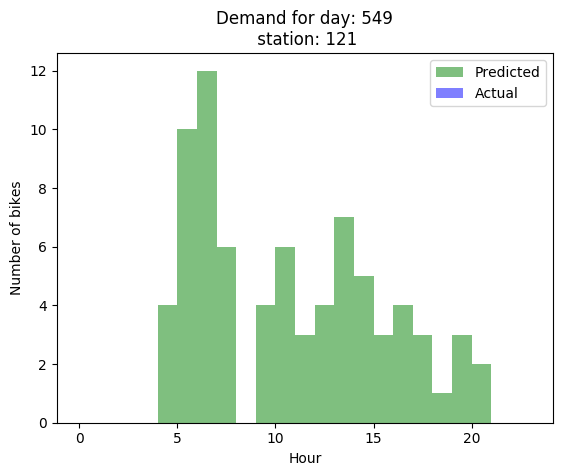 Demand for day: 549
station: 121
Predicted
Actual
12
10
8
6
4
2
0
Number of bikes
0
5
10
15
20
Hour